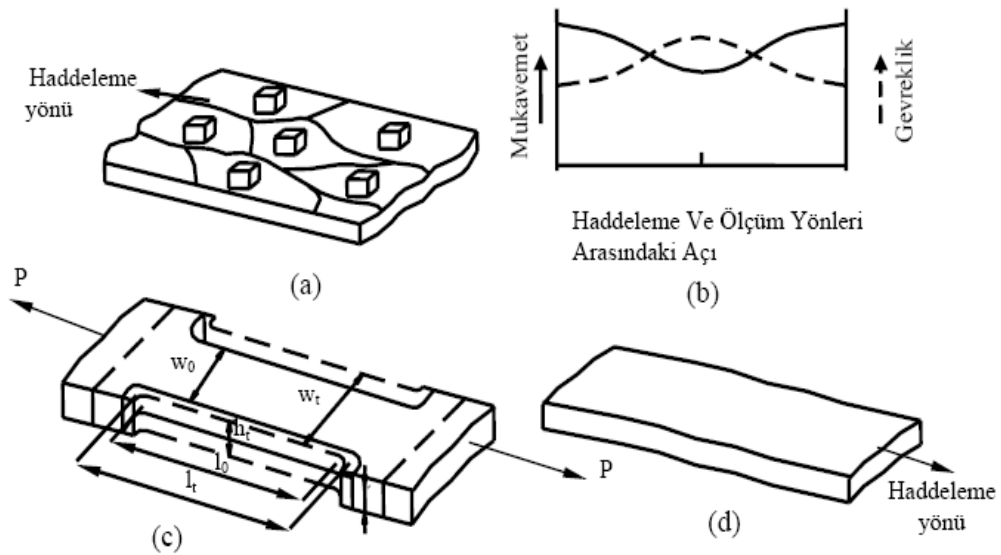 Haddeleme
yönü
(a)
Mukavemet
Gevreklik
Haddeleme Ve Ölçüm Yönleri
Arasındaki Açı
(b)
P
w0
wt
ht
l0
lt
P
(c)
Haddeleme
yönü
(d)